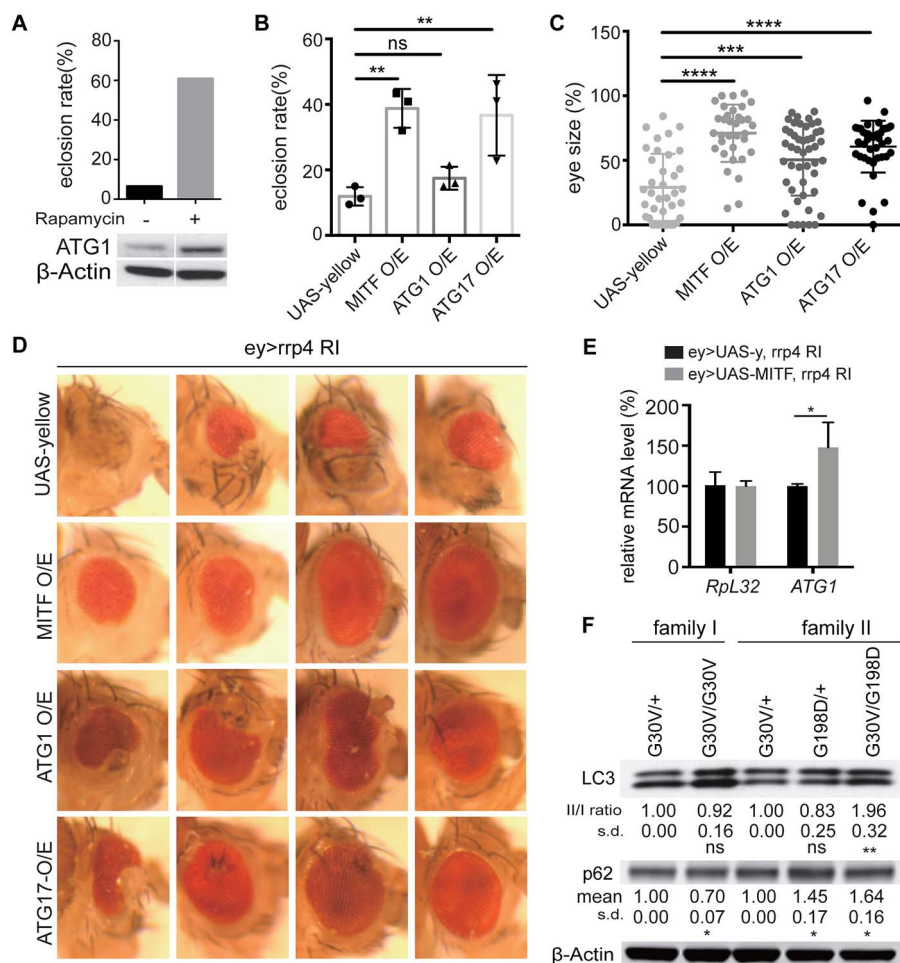 A
eclosion rate(%)
80
60
40
20
0
Rapamycin - +
ATG1
β-Actin
B
eclosion rate(%)
60
40
20
0
**
ns
**
UAS-yellow
MITF O/E
ATG1 O/E
ATG17 O/E
C
eye size (%)
150
100
50
0
****
***
****
UAS-yellow
MITF O/E
ATG1 O/E
ATG17 O/E
D
ey>rrp4 RI
UAS-yellow
MITF O/E
ATG1 O/E
ATG17-O/E
E
ey>UAS-y, rrp4 RI
ey>UAS-MITF, rrp4 RI
relative mRNA level (%)
200
150
100
50
0
*
RpL32 ATG1
F
family I family II
G30V/+
G30V/G30V
G30V/+
G198D/+
G30V/G198D
LC3
II/I ratio 1.00 0.92 1.00 0.83 1.96
s.d. 0.00 0.16 0.00 0.25 0.32
ns ns **
p62
mean 1.00 0.70 1.00 1.45 1.64
s.d. 0.00 0.07 0.00 0.17 0.16
* * *
β-Actin